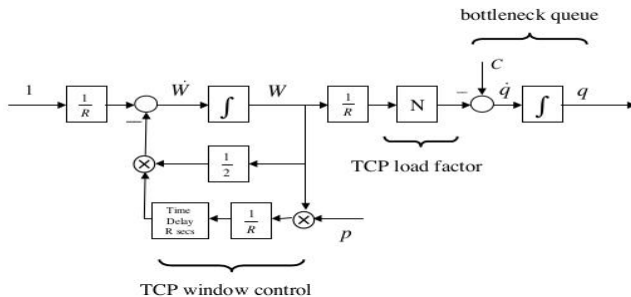 bottleneck queue
C
1
1/R
Ẇ
∫
W
1/R
N
−
q̇
∫
q
−
1/2
TCP load factor
Time
Delay
R secs
1/R
p
TCP window control